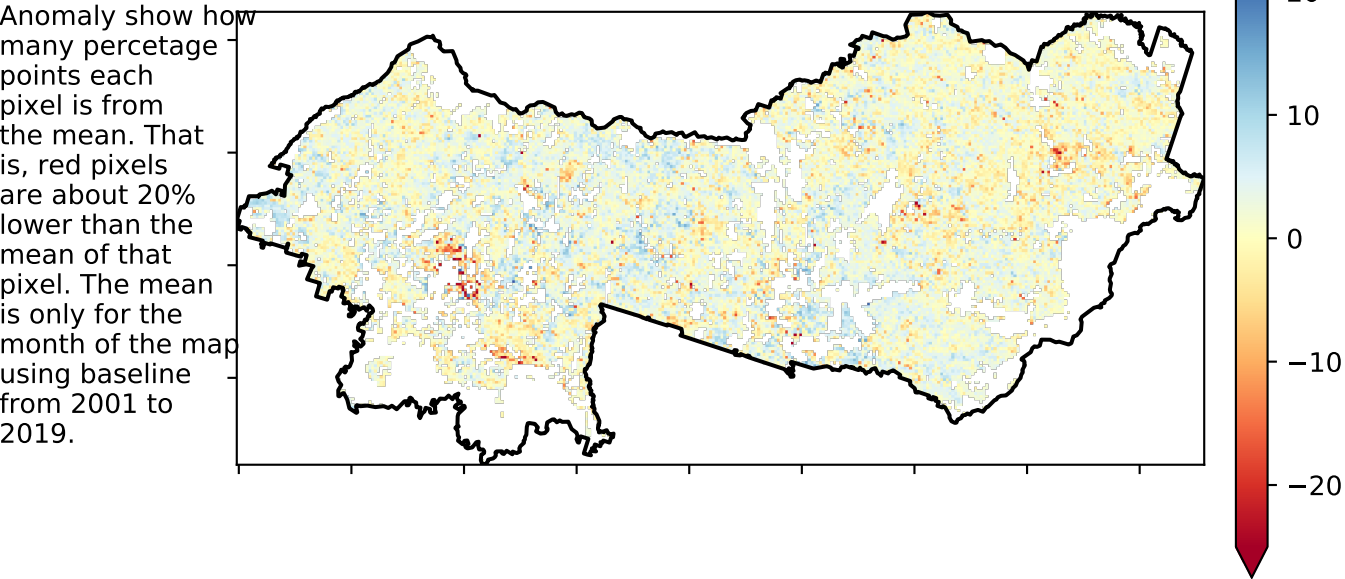 Anomaly show how
many percetage
points each
pixel is from
the mean. That
is, red pixels
are about 20%
lower than the
mean of that
pixel. The mean
is only for the
month of the map
using baseline
from 2001 to
2019.
10
0
−10
−20